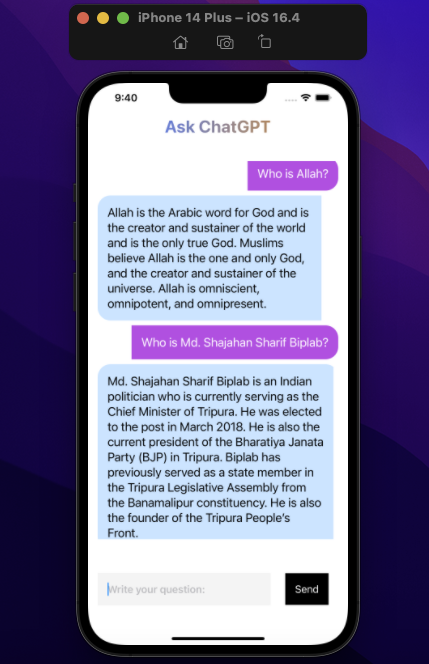 iPhone 14 Plus – iOS 16.4
9:40
Ask ChatGPT
Who is Allah?
Allah is the Arabic word for God and is
the creator and sustainer of the world
and is the only true God. Muslims
believe Allah is the one and only God,
and the creator and sustainer of the
universe. Allah is omniscient,
omnipotent, and omnipresent.
Who is Md. Shajahan Sharif Biplab?
Md. Shajahan Sharif Biplab is an Indian
politician who is currently serving as the
Chief Minister of Tripura. He was elected
to the post in March 2018. He is also the
current president of the Bharatiya Janata
Party (BJP) in Tripura. Biplab has
previously served as a state member in
the Tripura Legislative Assembly from
the Banamalipur constituency. He is also
the founder of the Tripura People's
Front.
Write your question:
Send